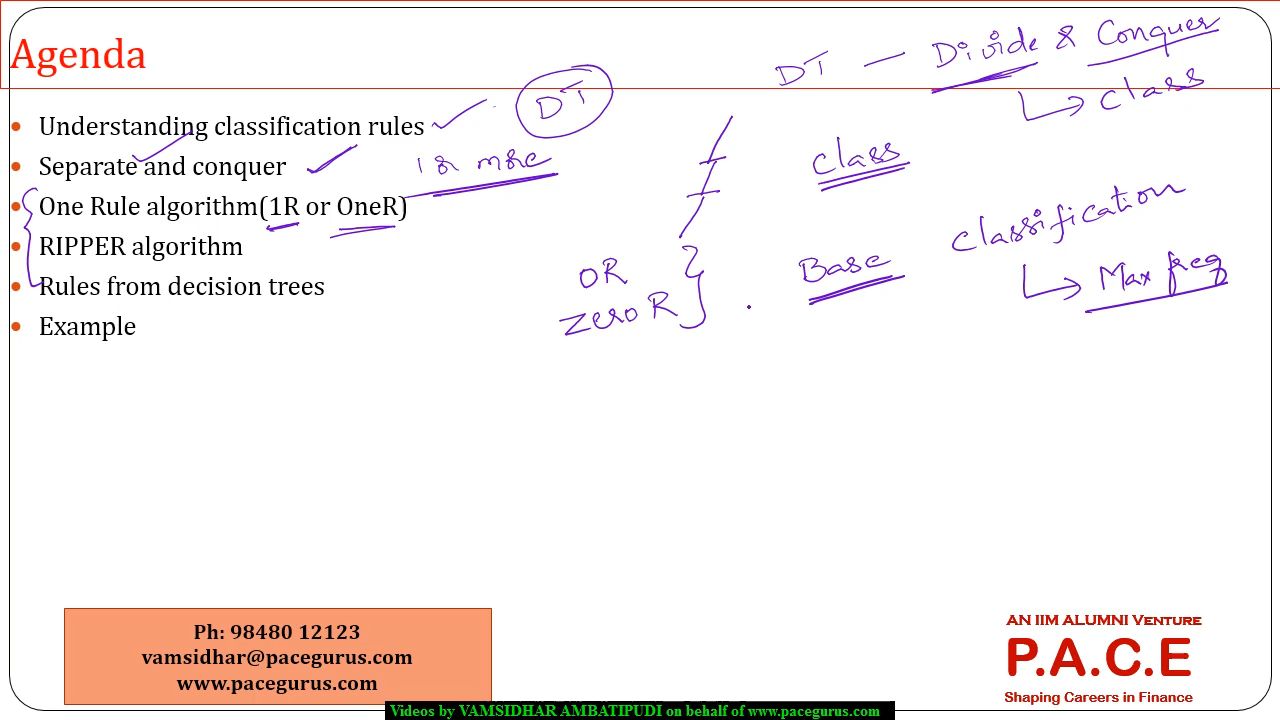 Agenda
DT — Divide & Conquer
class
• Understanding classification rules
DT
• Separate and conquer
1 or more
class
• One Rule algorithm(1R or OneR)
classification
• RIPPER algorithm
0R
Base
Max freq
• Rules from decision trees
zeroR
• Example
Ph: 98480 12123
vamsidhar@pacegurus.com
www.pacegurus.com
AN IIM ALUMNI VENTURE
P.A.C.E
Shaping Careers in Finance
Videos by VAMSIDHAR AMBATIPUDI on behalf of www.pacegurus.com